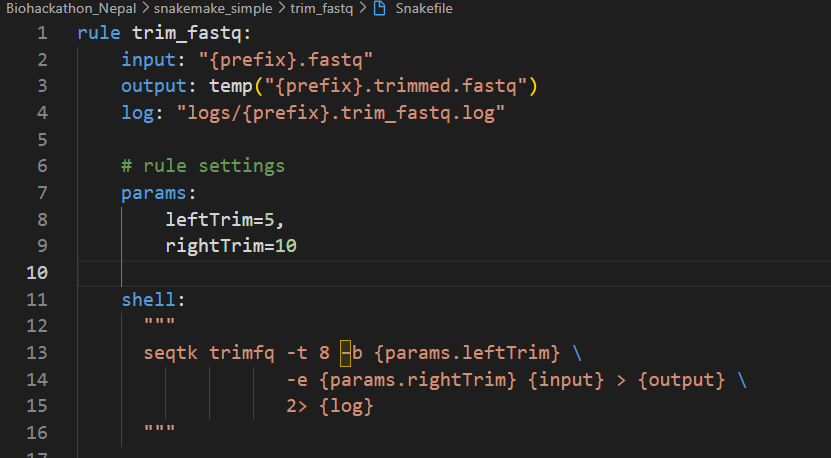 Biohackathon_Nepal > snakemake_simple > trim_fastq > Snakefile
1 rule trim_fastq:
2     input: "{prefix}.fastq"
3     output: temp("{prefix}.trimmed.fastq")
4     log: "logs/{prefix}.trim_fastq.log"
5
6     # rule settings
7     params:
8         leftTrim=5,
9         rightTrim=10
10
11     shell:
12       """
13       seqtk trimfq -t 8 –b {params.leftTrim} \
14                    -e {params.rightTrim} {input} > {output} \
15                    2> {log}
16       """
17